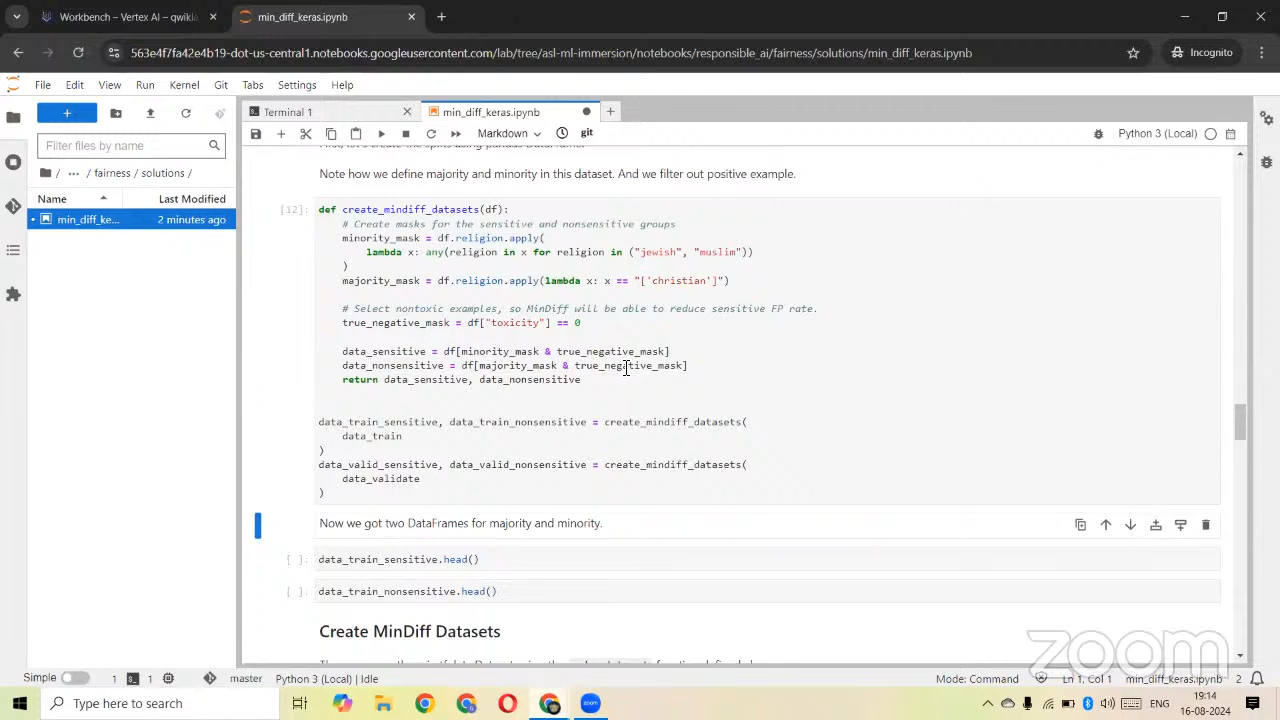 Workbench – Vertex AI – qwikla
min_diff_keras.ipynb
563e4f7fa42e4b19-dot-us-central1.notebooks.googleusercontent.com/lab/tree/asl-ml-immersion/notebooks/responsible_ai/fairness/solutions/min_diff_keras.ipynb
Incognito
File Edit View Run Kernel Git Tabs Settings Help
Terminal 1
min_diff_keras.ipynb
Markdown
git
Python 3 (Local)
Filter files by name
/ ... / fairness / solutions /
Name Last Modified
min_diff_ke... 2 minutes ago
Note how we define majority and minority in this dataset. And we filter out positive example.
[12]:
def create_mindiff_datasets(df):
# Create masks for the sensitive and nonsensitive groups
minority_mask = df.religion.apply(
lambda x: any(religion in x for religion in ("jewish", "muslim"))
)
majority_mask = df.religion.apply(lambda x: x == "['christian']")
# Select nontoxic examples, so MinDiff will be able to reduce sensitive FP rate.
true_negative_mask = df["toxicity"] == 0
data_sensitive = df[minority_mask & true_negative_mask]
data_nonsensitive = df[majority_mask & true_negative_mask]
return data_sensitive, data_nonsensitive
data_train_sensitive, data_train_nonsensitive = create_mindiff_datasets(
data_train
)
data_valid_sensitive, data_valid_nonsensitive = create_mindiff_datasets(
data_validate
)
Now we got two DataFrames for majority and minority.
[ ]: data_train_sensitive.head()
[ ]: data_train_nonsensitive.head()
Create MinDiff Datasets
zoom
Simple 1 1 master Python 3 (Local) | Idle Mode: Command Ln 1, Col 1 min_diff_keras.ipynb 2
Type here to search
zoom
ENG
19:14
16-08-2024